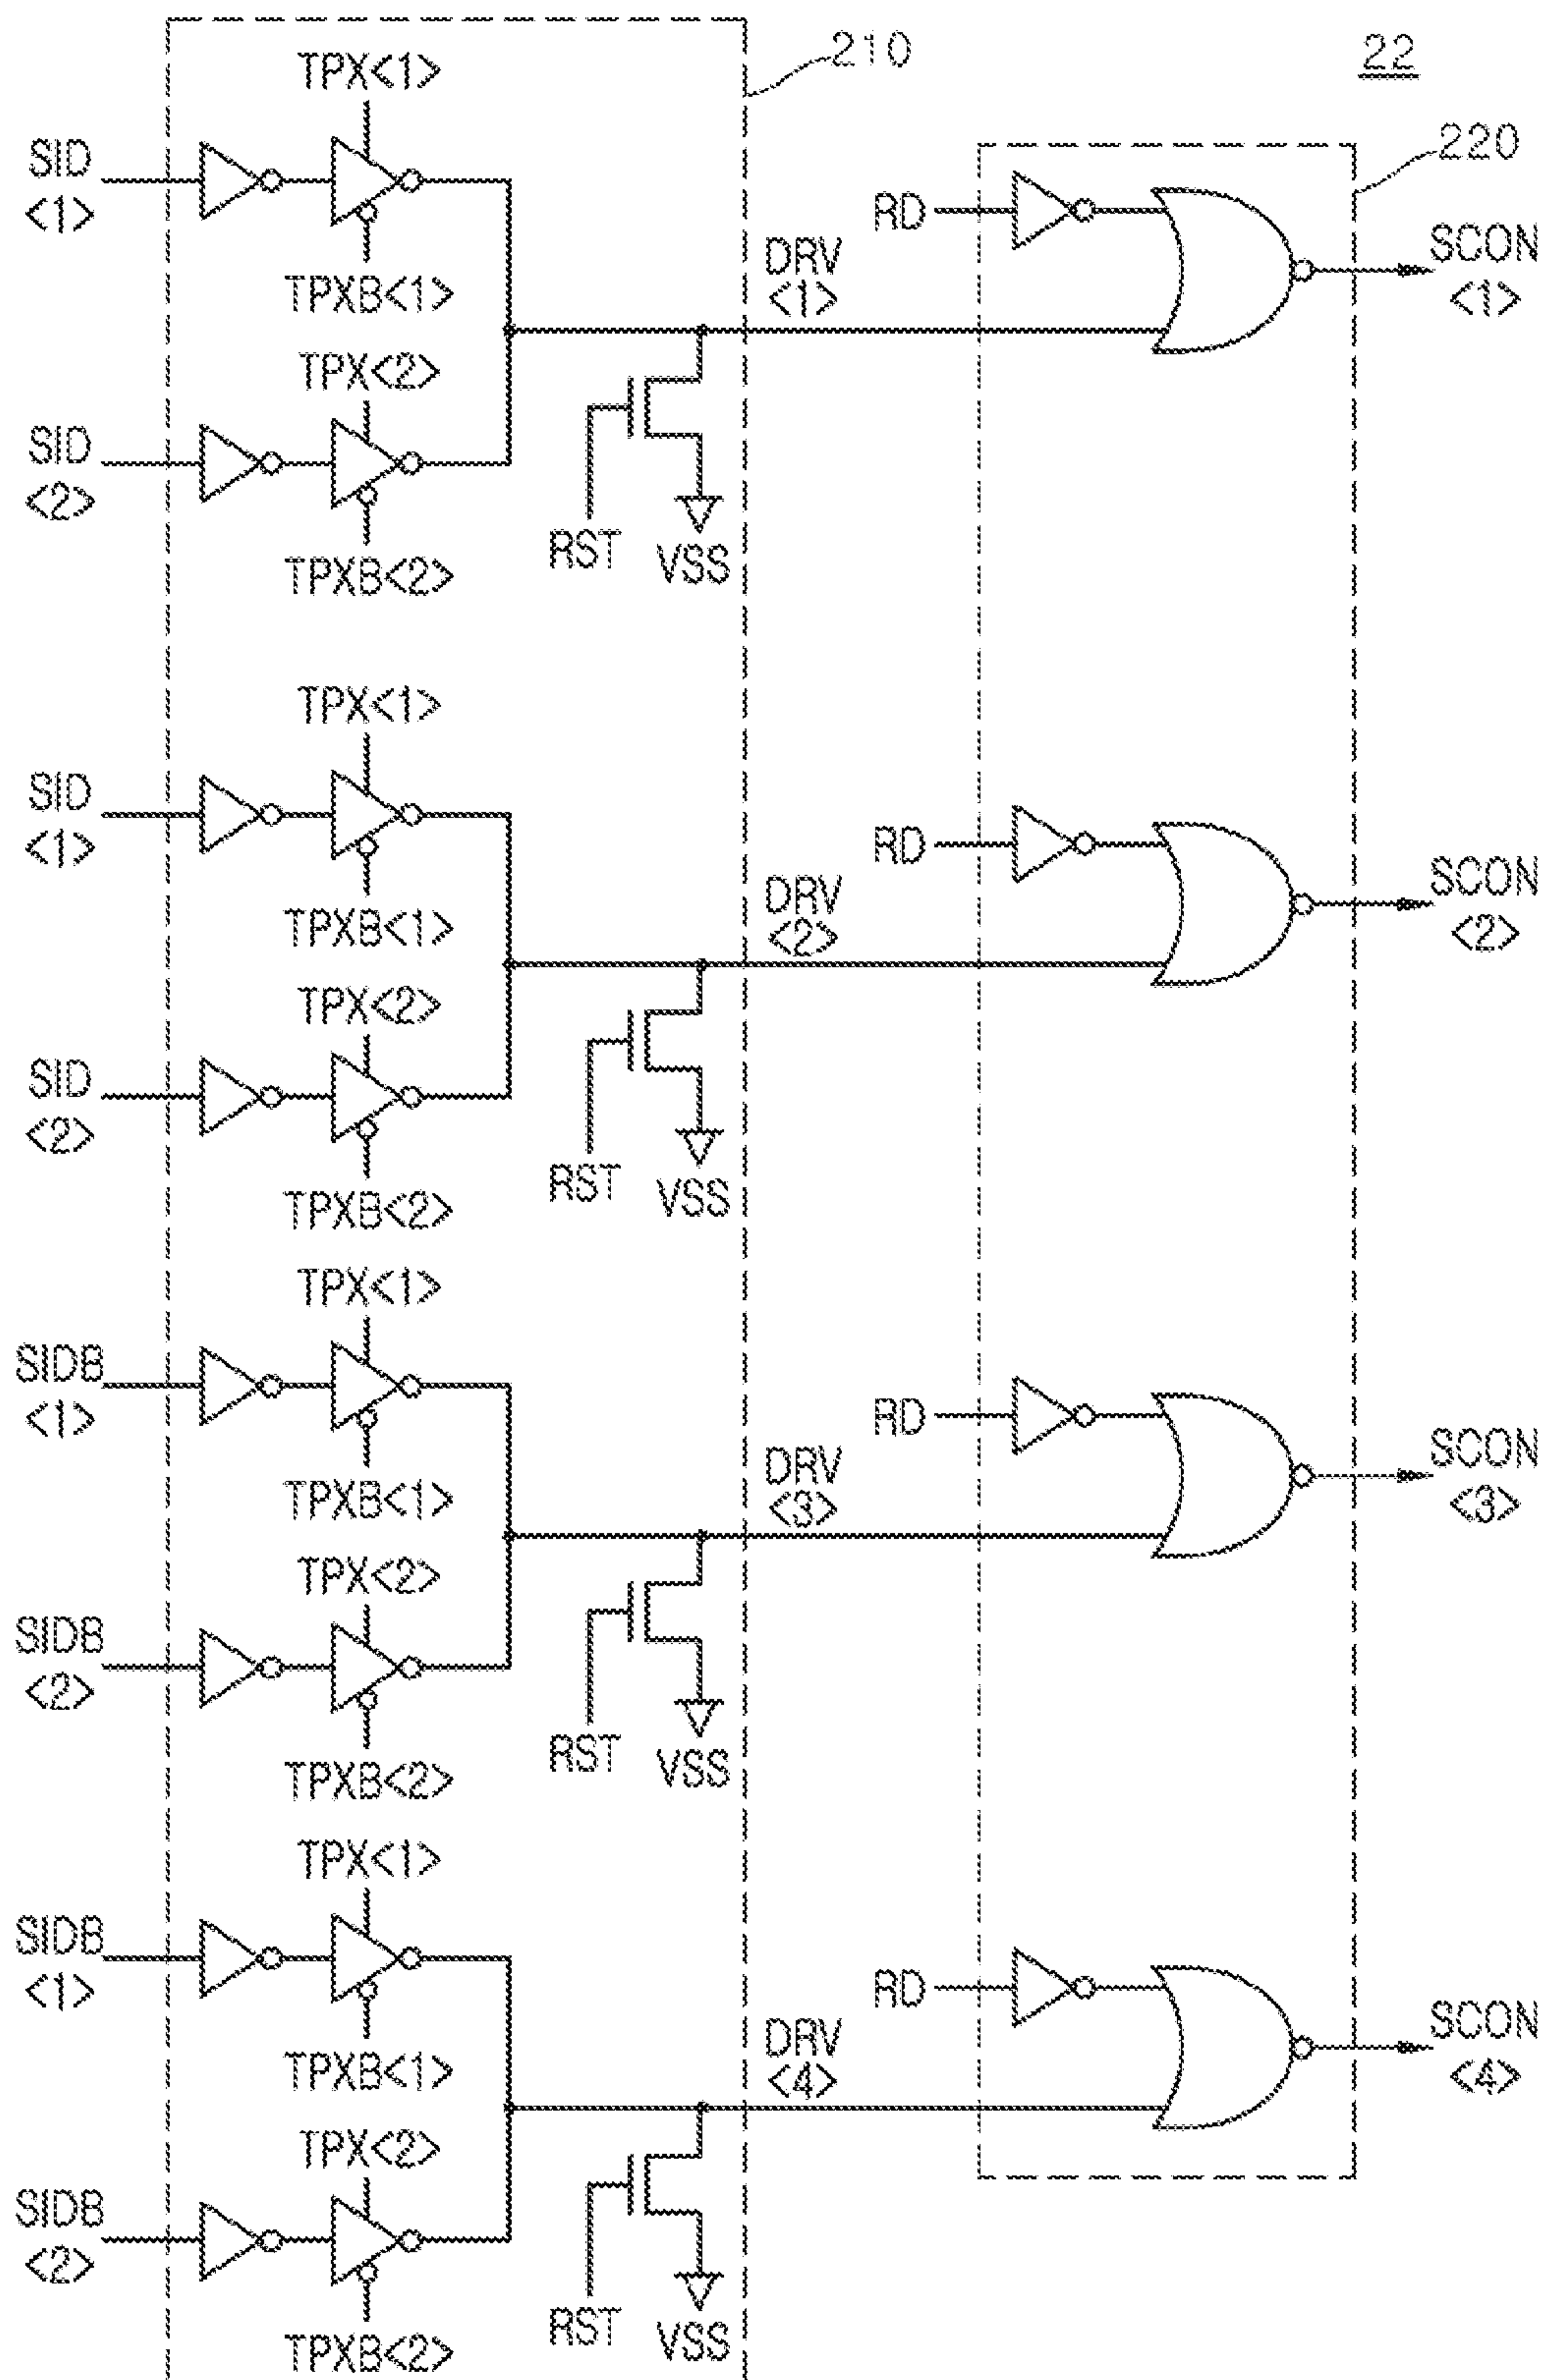 210
22
220
TPX<1>
SID
<1>
TPXB<1>
RD
DRV
<1>
SCON
<1>
TPX<2>
SID
<2>
TPXB<2>
RST
VSS
TPX<1>
SID
<1>
TPXB<1>
RD
DRV
<2>
SCON
<2>
TPX<2>
SID
<2>
TPXB<2>
RST
VSS
TPX<1>
SIDB
<1>
TPXB<1>
RD
DRV
<3>
SCON
<3>
TPX<2>
SIDB
<2>
TPXB<2>
RST
VSS
TPX<1>
SIDB
<1>
TPXB<1>
RD
DRV
<4>
SCON
<4>
TPX<2>
SIDB
<2>
TPXB<2>
RST
VSS